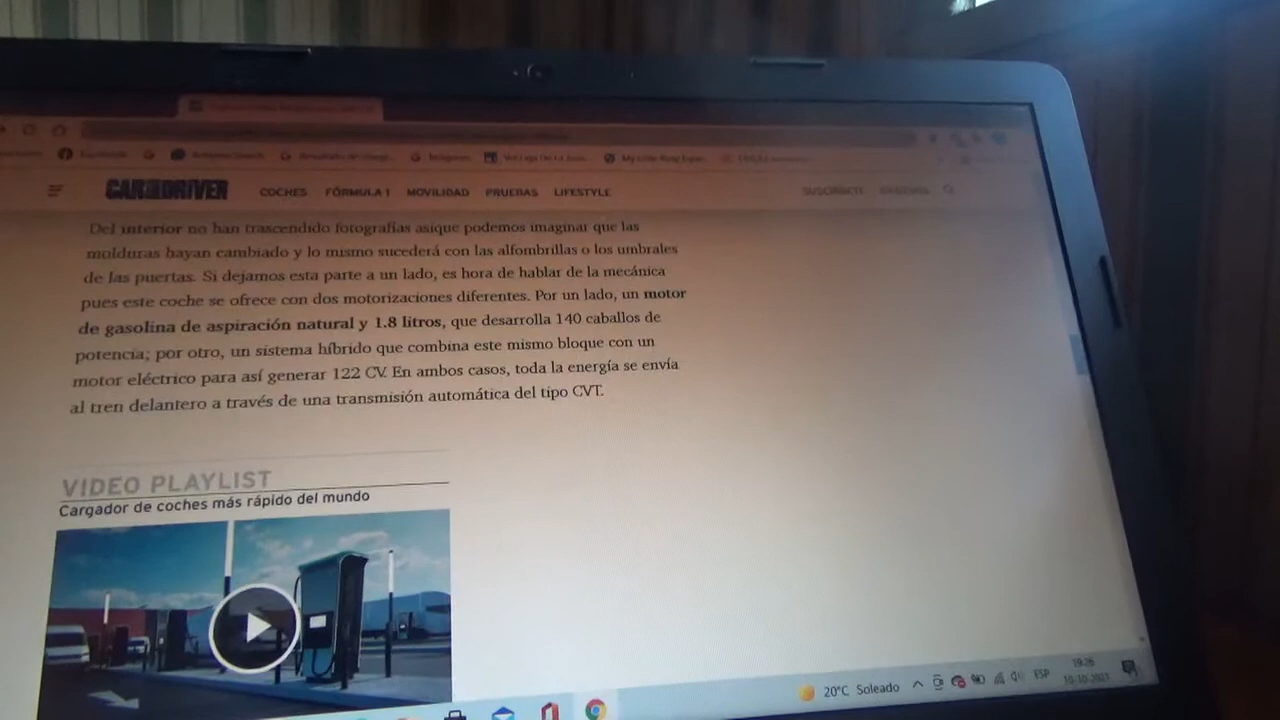 CAR DRIVER COCHES FÓRMULA 1 MOVILIDAD PRUEBAS LIFESTYLE
Del interior no han trascendido fotografías asique podemos imaginar que las
molduras hayan cambiado y lo mismo sucederá con las alfombrillas o los umbrales
de las puertas. Si dejamos esta parte a un lado, es hora de hablar de la mecánica
pues este coche se ofrece con dos motorizaciones diferentes. Por un lado, un motor
de gasolina de aspiración natural y 1.8 litros, que desarrolla 140 caballos de
potencia; por otro, un sistema híbrido que combina este mismo bloque con un
motor eléctrico para así generar 122 CV. En ambos casos, toda la energía se envía
al tren delantero a través de una transmisión automática del tipo CVT.
VIDEO PLAYLIST
Cargador de coches más rápido del mundo
20°C Soleado ESP 19:26